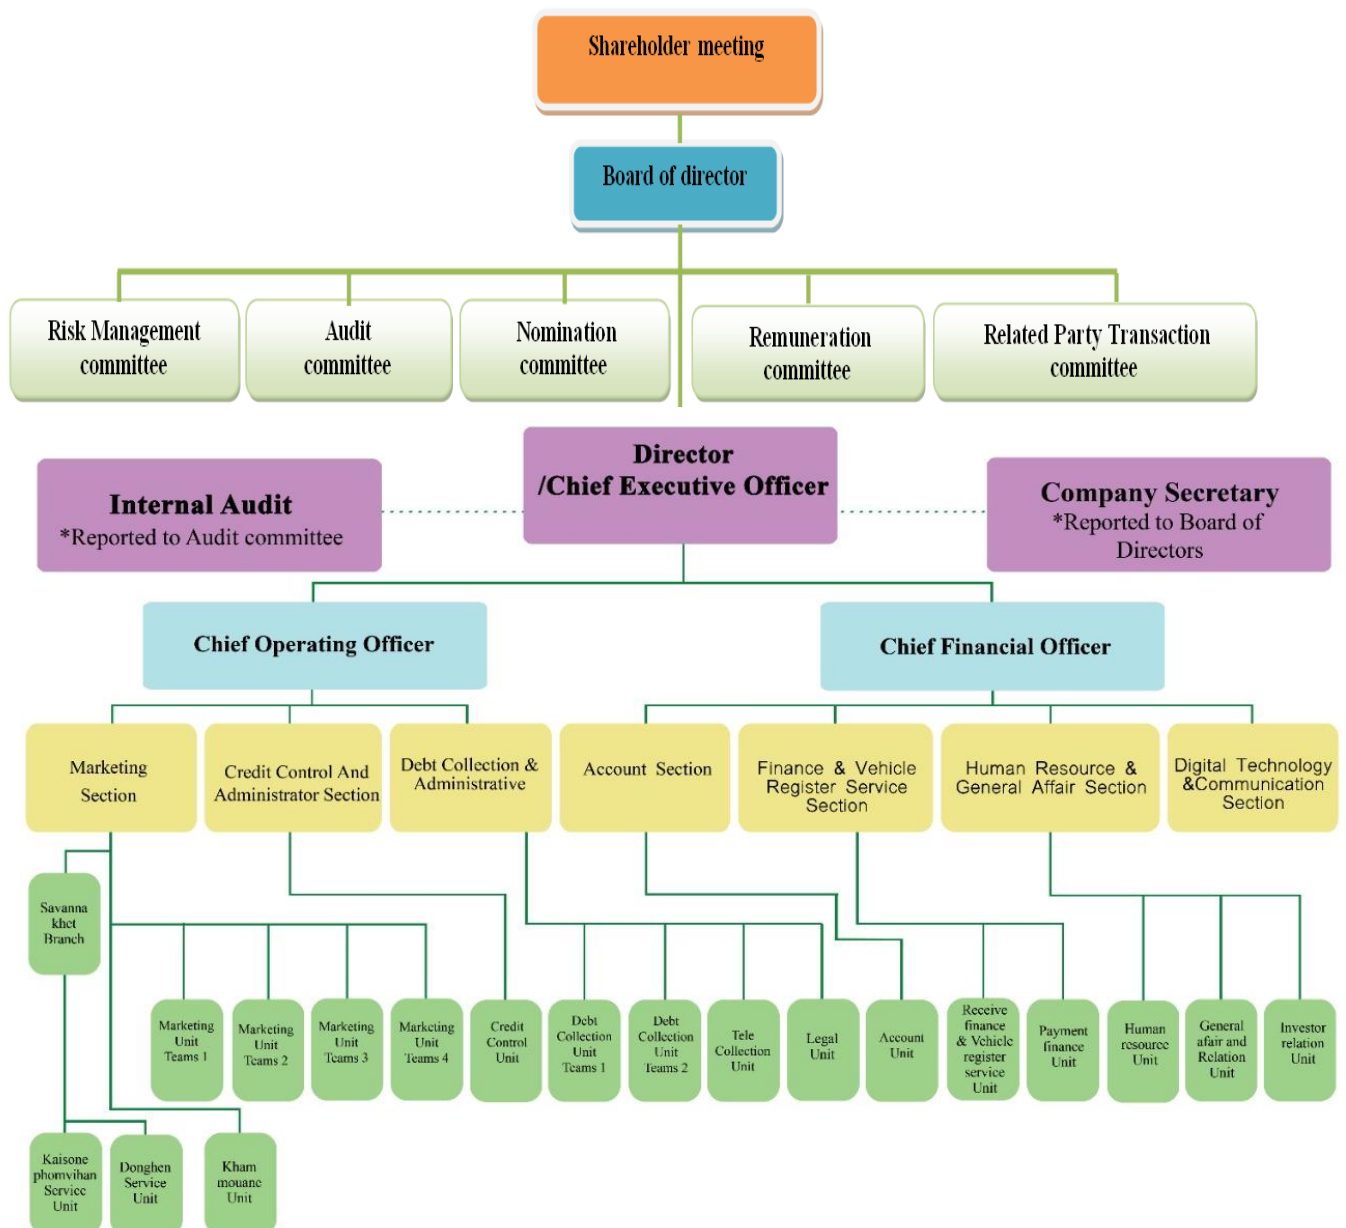 Shareholder meeting
Board of director
Risk Management
committee
Audit
committee
Nomination
committee
Remuneration
committee
Related Party Transaction
committee
Director
/Chief Executive Officer
Internal Audit
*Reported to Audit committee
Company Secretary
*Reported to Board of
Directors
Chief Operating Officer
Chief Financial Officer
Marketing
Section
Credit Control And
Administrator Section
Debt Collection &
Administrative
Account Section
Finance & Vehicle
Register Service
Section
Human Resource &
General Affair Section
Digital Technology
&Communication
Section
Savanna
khet
Branch
Marketing
Unit
Teams 1
Marketing
Unit
Teams 2
Marketing
Unit
Teams 3
Marketing
Unit
Teams 4
Credit
Control
Unit
Debt
Collection
Unit
Teams 1
Debt
Collection
Unit
Teams 2
Tele
Collection
Unit
Legal
Unit
Account
Unit
Receive
finance
& Vehicle
register
service
Unit
Payment
finance
Unit
Human
resource
Unit
General
afair and
Relation
Unit
Investor
relation
Unit
Kaisone
phomvihan
Service
Unit
Donghen
Service
Unit
Kham
mouane
Unit